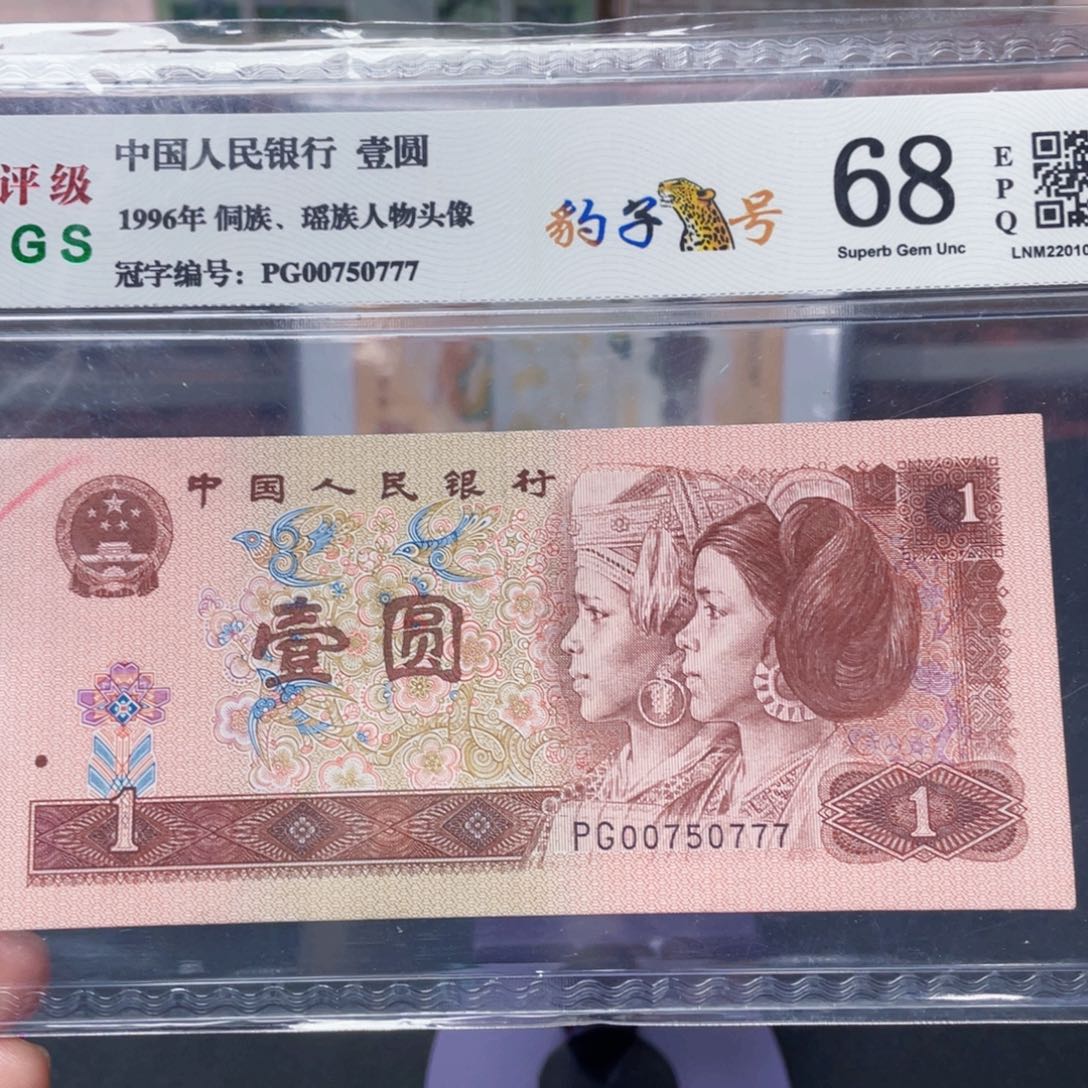 评级
GS
中国人民银行 壹圆
1996年 侗族、瑶族人物头像
冠字编号：PG00750777
豹子号
68
Superb Gem Unc
EPQ
LNM22010
中国人民银行
壹圆
1
1
1
PG00750777